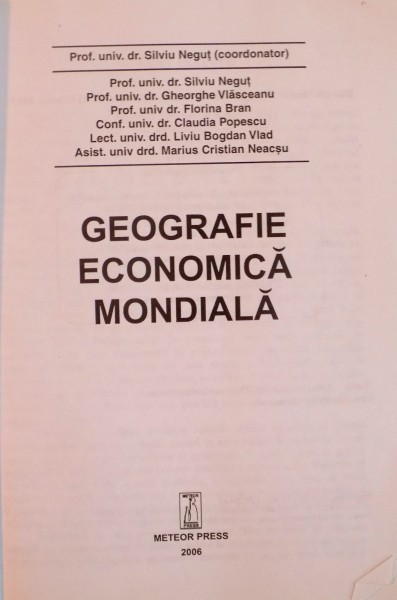 Prof. univ. dr. Silviu Neguț (coordonator)
Prof. univ. dr. Silviu Neguț
Prof. univ. dr. Gheorghe Vlăsceanu
Prof. univ dr. Florina Bran
Conf. univ. dr. Claudia Popescu
Lect. univ. drd. Liviu Bogdan Vlad
Asist. univ drd. Marius Cristian Neacșu
GEOGRAFIE
ECONOMICĂ
MONDIALĂ
METEOR
PRESS
METEOR PRESS
2006